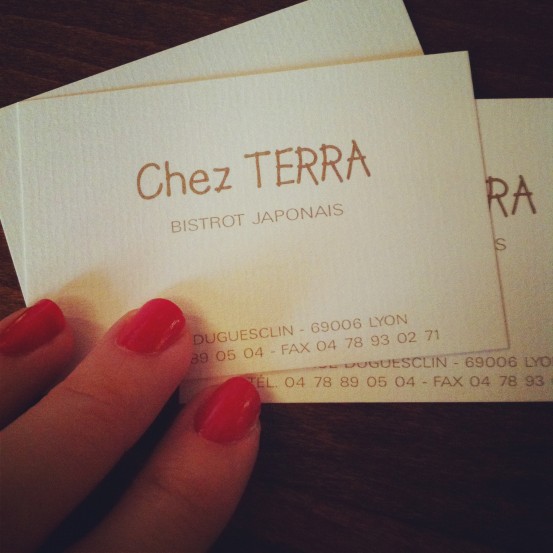 Chez TERRA
BISTROT JAPONAIS
DUGUESCLIN - 69006 LYON
89 05 04 - FAX 04 78 93 02 71
RA
S
DUGUESCLIN - 69006 LYON
TÉL. 04 78 89 05 04 - FAX 04 78 93